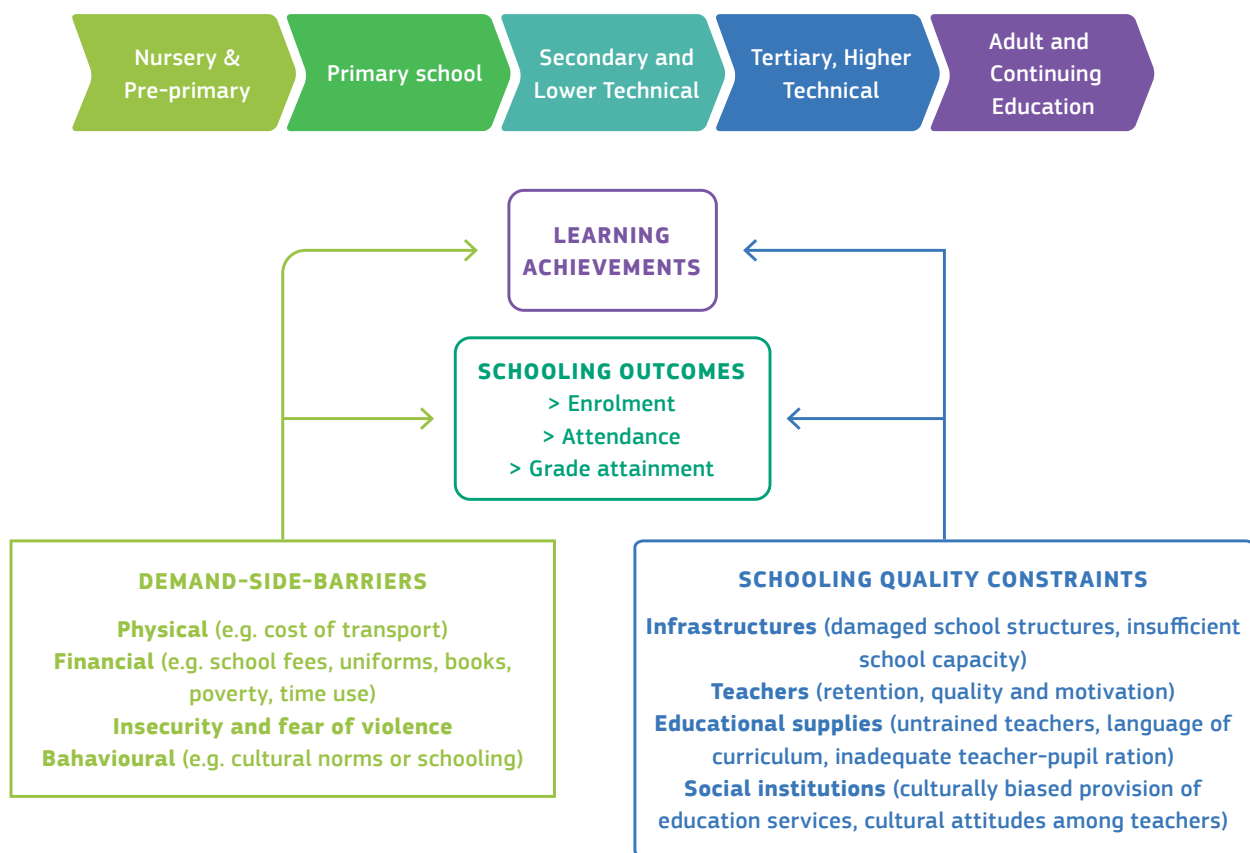 Nursery &
Pre-primary
Primary school
Secondary and
Lower Technical
Tertiary, Higher
Technical
Adult and
Continuing
Education
LEARNING
ACHIEVEMENTS
SCHOOLING OUTCOMES
> Enrolment
> Attendance
> Grade attainment
DEMAND-SIDE-BARRIERS
Physical (e.g. cost of transport)
Financial (e.g. school fees, uniforms, books,
poverty, time use)
Insecurity and fear of violence
Bahavioural (e.g. cultural norms or schooling)
SCHOOLING QUALITY CONSTRAINTS
Infrastructures (damaged school structures, insufficient
school capacity)
Teachers (retention, quality and motivation)
Educational supplies (untrained teachers, language of
curriculum, inadequate teacher-pupil ration)
Social institutions (culturally biased provision of
education services, cultural attitudes among teachers)